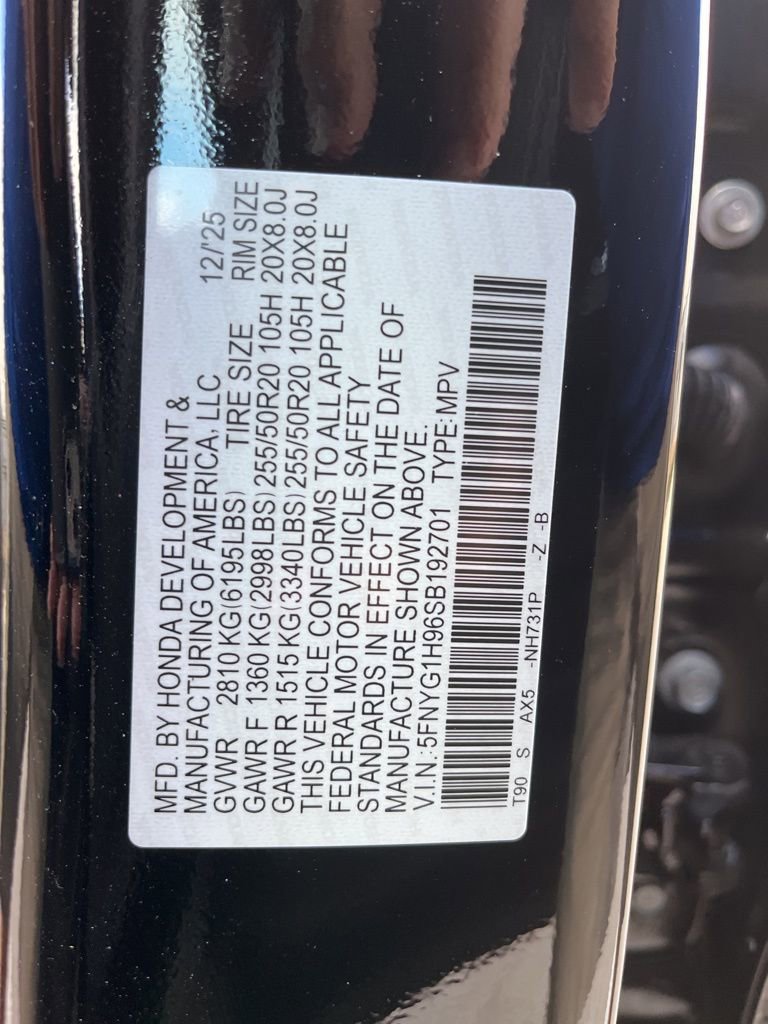 MFD. BY HONDA DEVELOPMENT &
MANUFACTURING OF AMERICA, LLC 12/'25
GVWR 2810 KG(6195LBS) TIRE SIZE RIM SIZE
GAWR F 1360 KG(2998LBS) 255/50R20 105H 20X8.0J
GAWR R 1515 KG(3340LBS) 255/50R20 105H 20X8.0J
THIS VEHICLE CONFORMS TO ALL APPLICABLE
FEDERAL MOTOR VEHICLE SAFETY
STANDARDS IN EFFECT ON THE DATE OF
MANUFACTURE SHOWN ABOVE.
V.I.N.:5FNYG1H96SB192701 TYPE:MPV
T90 S AX5 -NH731P -Z -B